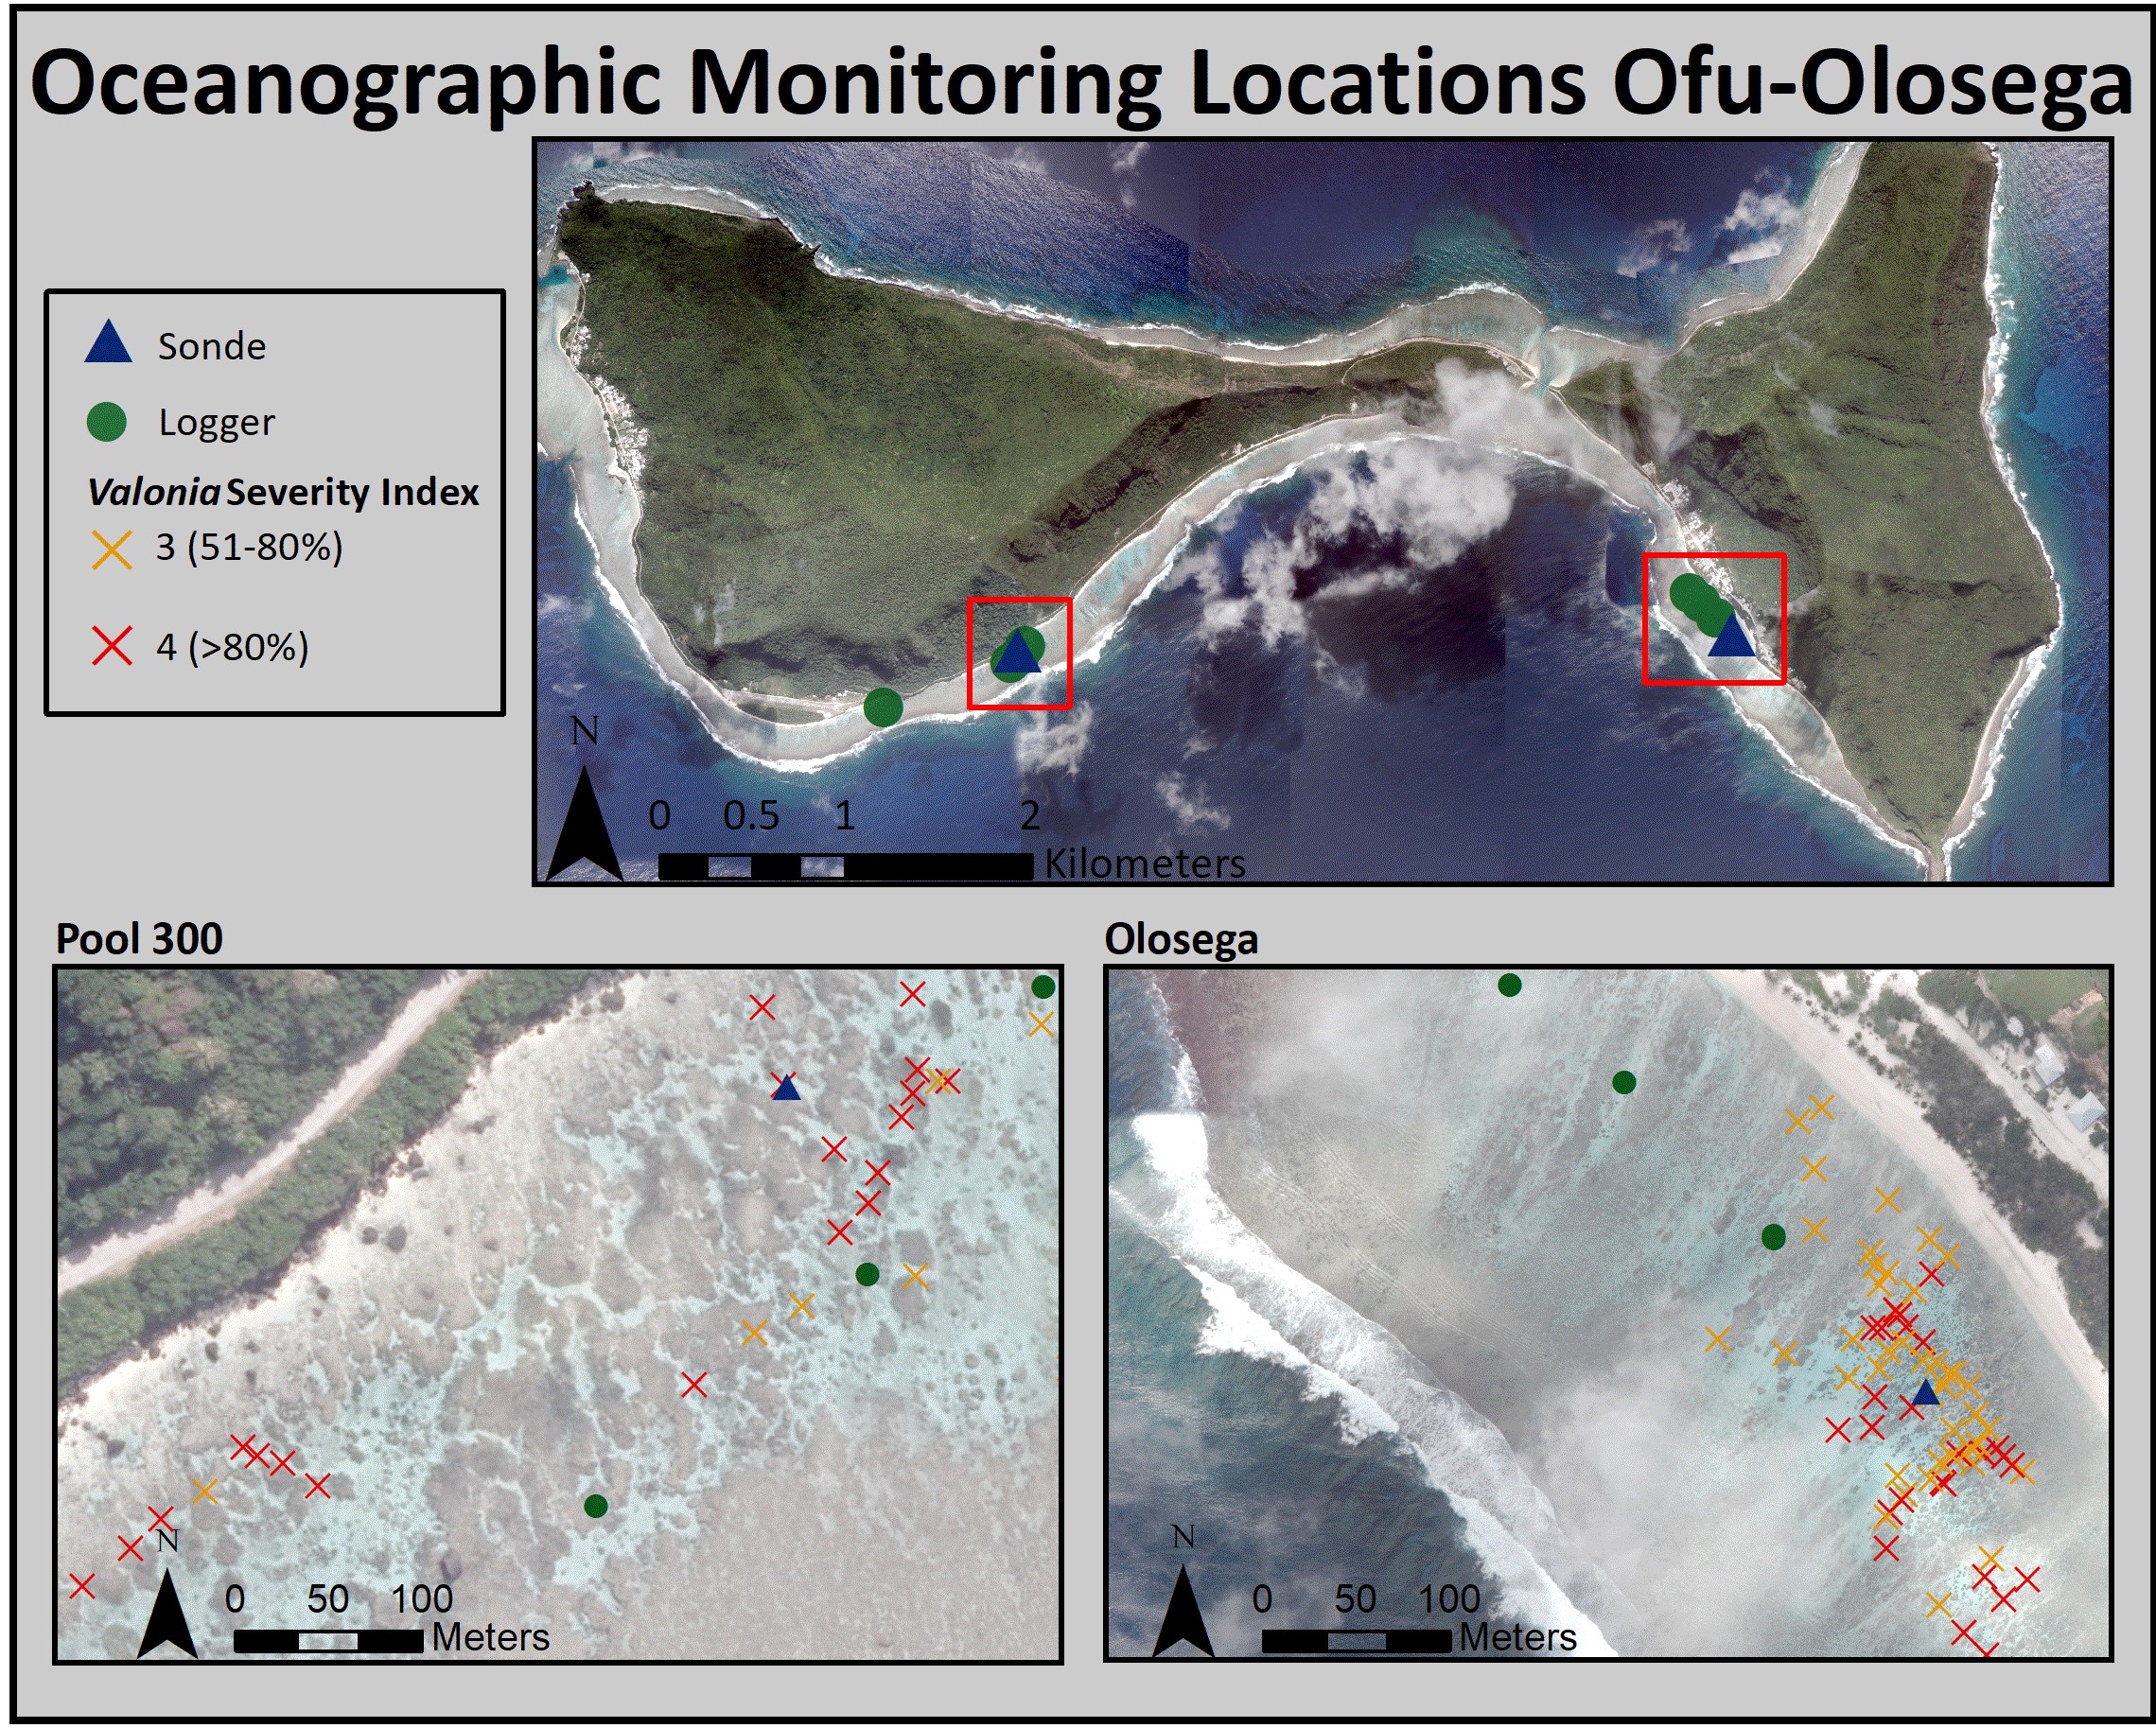 Oceanographic Monitoring Locations Ofu-Olosega
Sonde
Logger
Valonia Severity Index
3 (51-80%)
4 (>80%)
N
0 0.5 1 2
Kilometers
Pool 300
N
0 50 100
Meters
Olosega
N
0 50 100
Meters